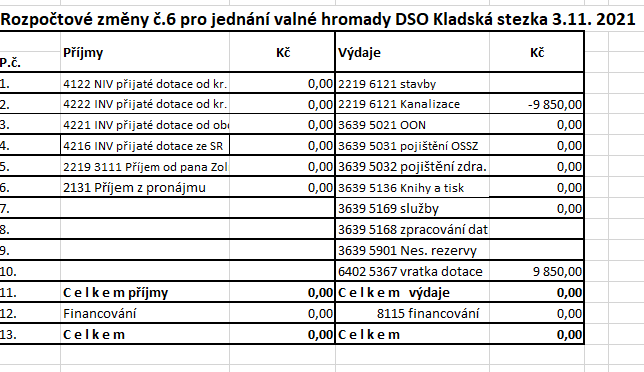 Rozpočtové změny č.6 pro jednání valné hromady DSO Kladská stezka 3.11. 2021
P.č. Příjmy Kč Výdaje Kč
1. 4122 NIV přijaté dotace od kr. 0,00 2219 6121 stavby
2. 4222 INV přijaté dotace od kr. 0,00 2219 6121 Kanalizace -9 850,00
3. 4221 INV přijaté dotace od obc 0,00 3639 5021 OON 0,00
4. 4216 INV přijaté dotace ze SR 0,00 3639 5031 pojištění OSSZ 0,00
5. 2219 3111 Příjem od pana Zol 0,00 3639 5032 pojištění zdra. 0,00
6. 2131 Příjem z pronájmu 0,00 3639 5136 Knihy a tisk 0,00
7. 3639 5169 služby 0,00
8. 3639 5168 zpracování dat
9. 3639 5901 Nes. rezervy
10. 6402 5367 vratka dotace 9 850,00
11. C e l k e m příjmy 0,00 C e l k e m výdaje 0,00
12. Financování 0,00 8115 financování 0,00
13. C e l k e m 0,00 C e l k e m 0,00